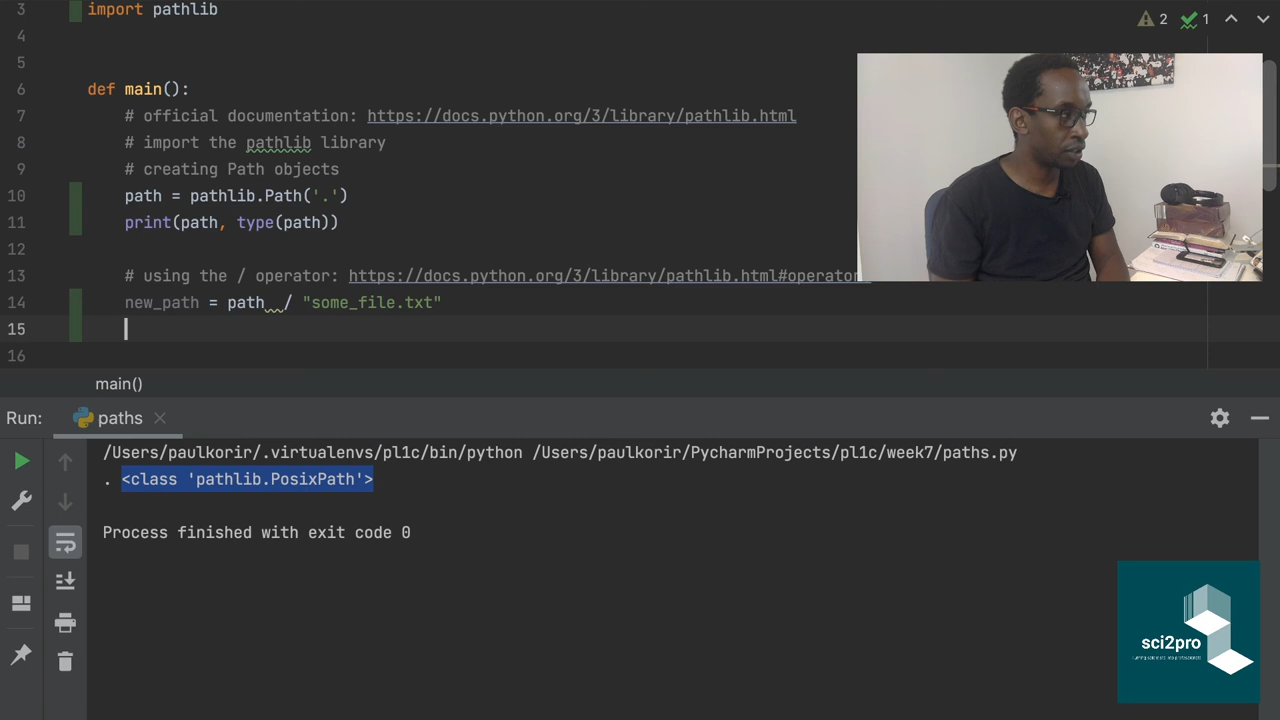 3 import pathlib
4
5
6 def main():
7 # official documentation: https://docs.python.org/3/library/pathlib.html
8 # import the pathlib library
9 # creating Path objects
10 path = pathlib.Path('.')
11 print(path, type(path))
12
13 # using the / operator: https://docs.python.org/3/library/pathlib.html#operator
14 new_path = path  / "some_file.txt"
15
16
2 1
main()
Run: paths
/Users/paulkorir/.virtualenvs/pl1c/bin/python /Users/paulkorir/PycharmProjects/pl1c/week7/paths.py
. <class 'pathlib.PosixPath'>
Process finished with exit code 0
sci2pro